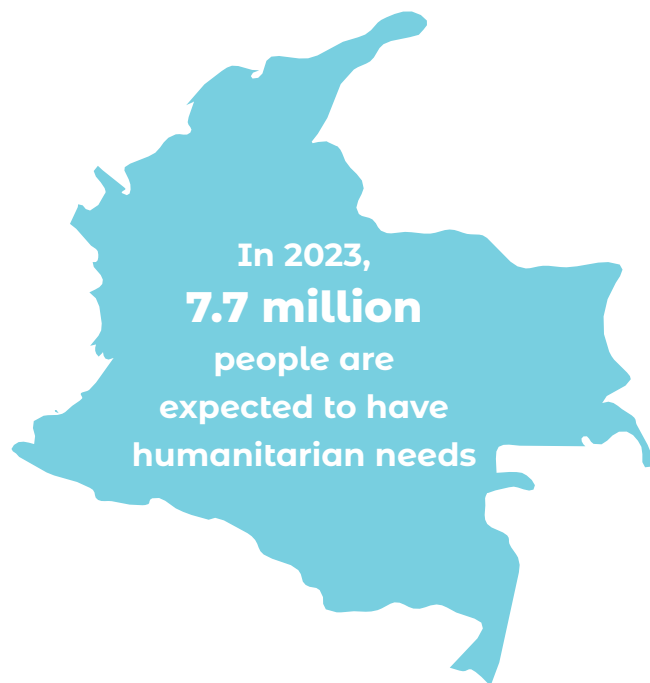 In 2023,
7.7 million
people are
expected to have
humanitarian needs